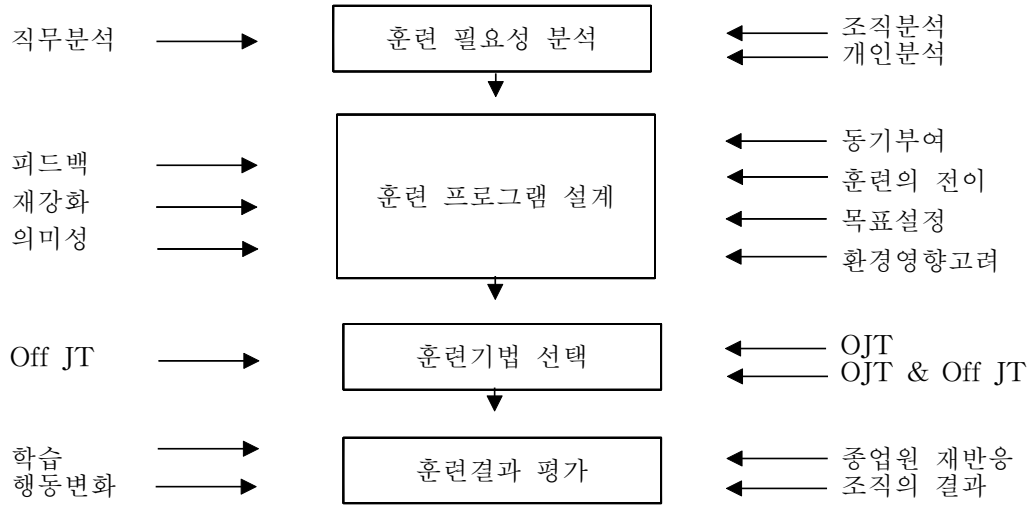 직무분석
훈련 필요성 분석
조직분석
개인분석
피드백
재강화
의미성
훈련 프로그램 설계
동기부여
훈련의 전이
목표설정
환경영향고려
Off JT
훈련기법 선택
OJT
OJT & Off JT
학습
행동변화
훈련결과 평가
종업원 재반응
조직의 결과